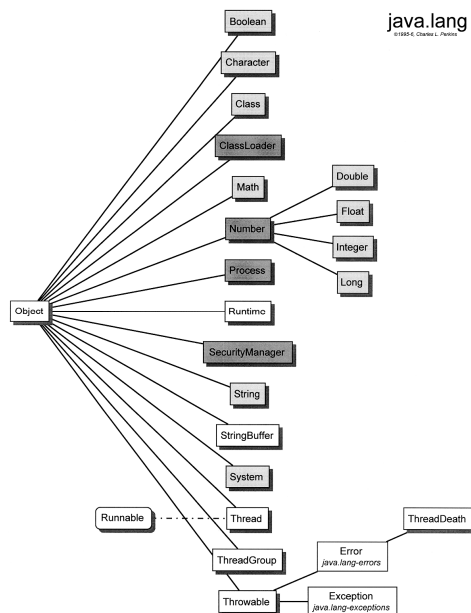 java.lang
©1995-6, Charles L. Perkins
Boolean
Character
Class
ClassLoader
Math
Number
Double
Float
Integer
Long
Process
Object
Runtime
SecurityManager
String
StringBuffer
System
Runnable
Thread
ThreadDeath
ThreadGroup
Error
java.lang-errors
Throwable
Exception
java.lang-exceptions